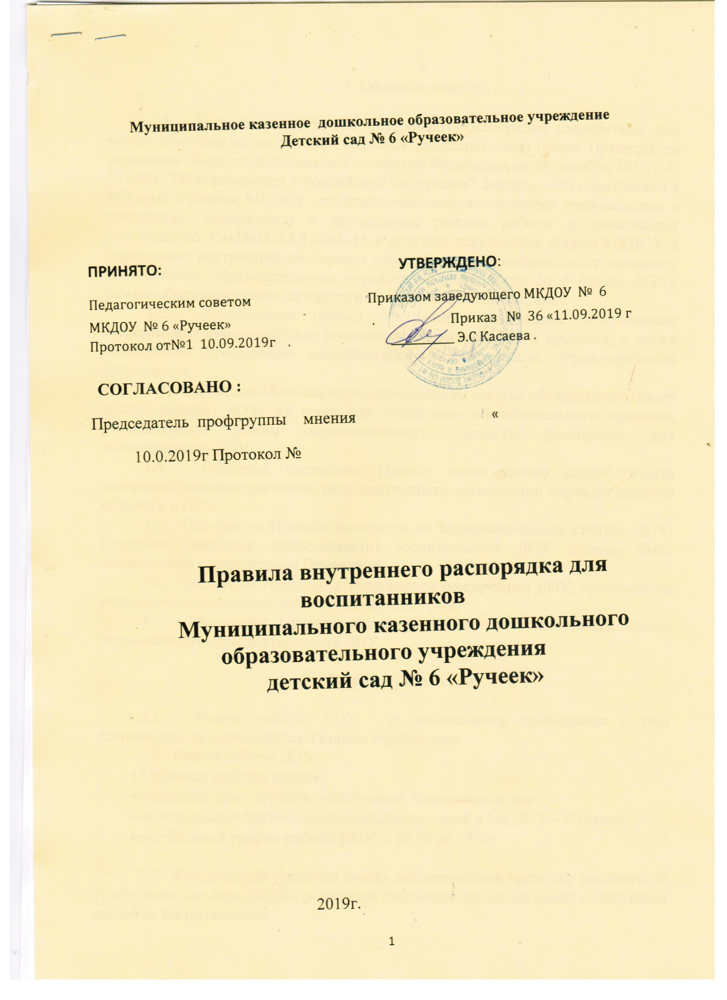 Муниципальное казенное дошкольное образовательное учреждение
Детский сад № 6 «Ручеек»
ПРИНЯТО:
УТВЕРЖДЕНО:
Педагогическим советом
Приказом заведующего МКДОУ № 6
МКДОУ № 6 «Ручеек»
. Приказ № 36 «11.09.2019 г
Протокол от№1 10.09.2019г .
Э.С Касаева .
СОГЛАСОВАНО :
Председатель профгруппы мнения «
10.0.2019г Протокол №
Правила внутреннего распорядка для
воспитанников
Муниципального казенного дошкольного
образовательного учреждения
детский сад № 6 «Ручеек»
2019г.
1